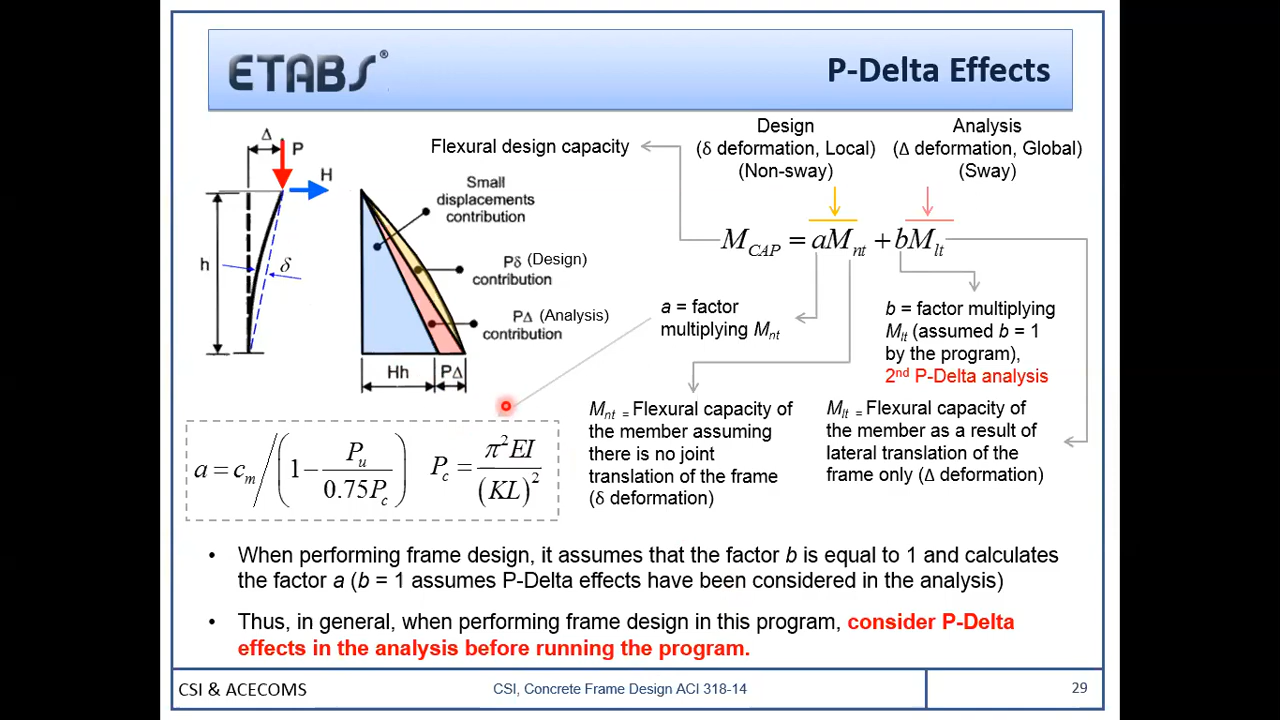 ETABS®
P-Delta Effects
Δ
P
H
h
δ
Small
displacements
contribution
Pδ (Design)
contribution
PΔ (Analysis)
contribution
Hh
PΔ
Flexural design capacity
Design
(δ deformation, Local)
(Non-sway)
Analysis
(Δ deformation, Global)
(Sway)
M_CAP = aM_nt + bM_lt
a = factor
multiplying M_nt
b = factor multiplying
M_lt (assumed b = 1
by the program),
2nd P-Delta analysis
M_nt = Flexural capacity of
the member assuming
there is no joint
translation of the frame
(δ deformation)
M_lt = Flexural capacity of
the member as a result of
lateral translation of the
frame only (Δ deformation)
a = c_m / (1 − P_u / 0.75P_c) P_c = π²EI / (KL)²
• When performing frame design, it assumes that the factor b is equal to 1 and calculates
the factor a (b = 1 assumes P-Delta effects have been considered in the analysis)
• Thus, in general, when performing frame design in this program, consider P-Delta
effects in the analysis before running the program.
CSI & ACECOMS
CSI, Concrete Frame Design ACI 318-14
29